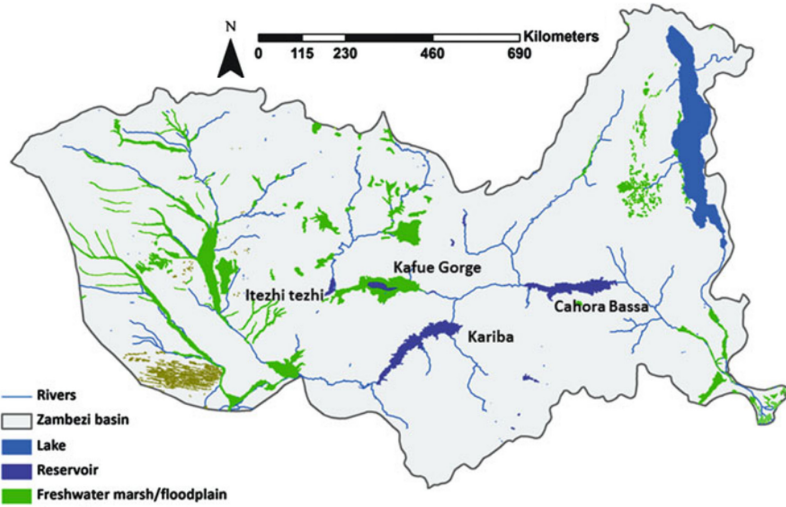 N
Kilometers
0 115 230 460 690
Kafue Gorge
Itezhi tezhi
Cahora Bassa
Kariba
Rivers
Zambezi basin
Lake
Reservoir
Freshwater marsh/floodplain